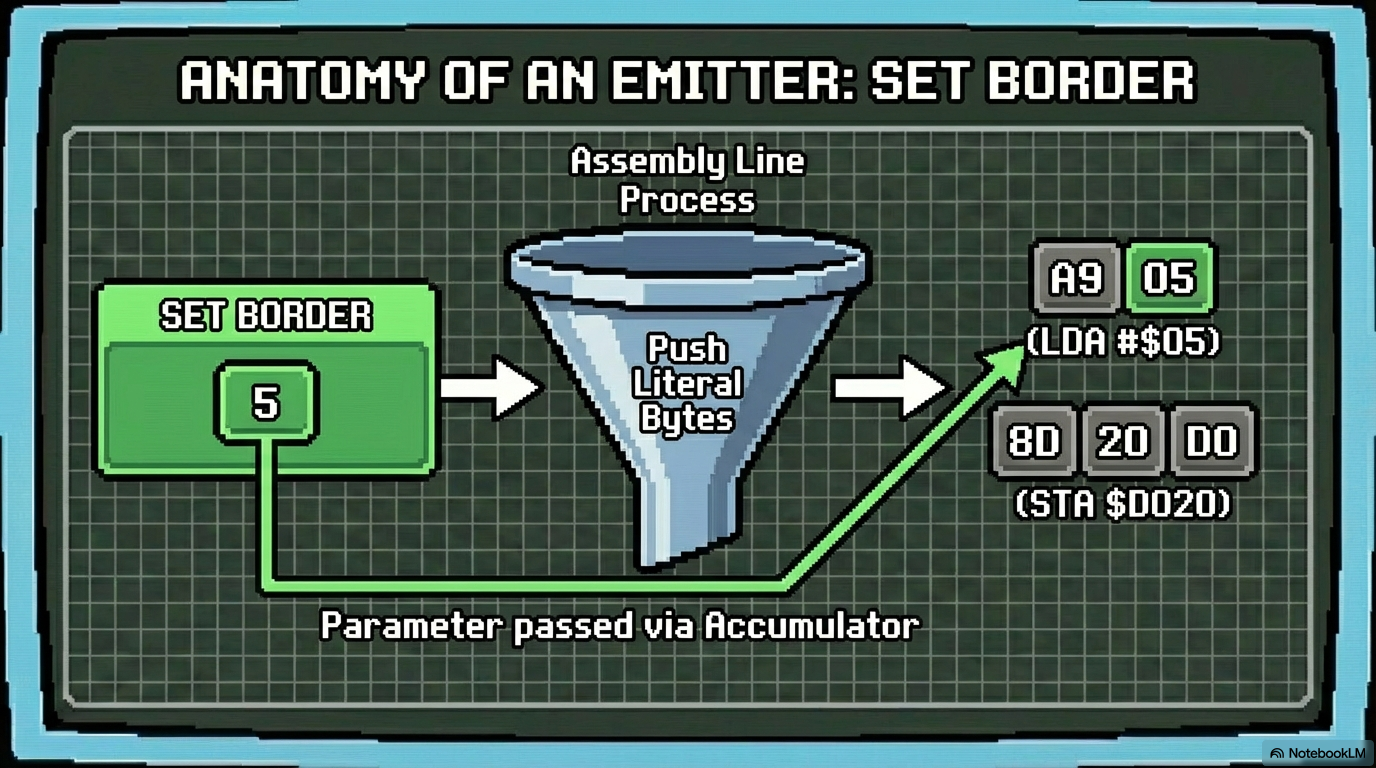 ANATOMY OF AN EMITTER: SET BORDER
Assembly Line
Process
SET BORDER
5
Push
Literal
Bytes
A9 05
(LDA #$05)
8D 20 D0
(STA $D020)
Parameter passed via Accumulator
NotebookLM